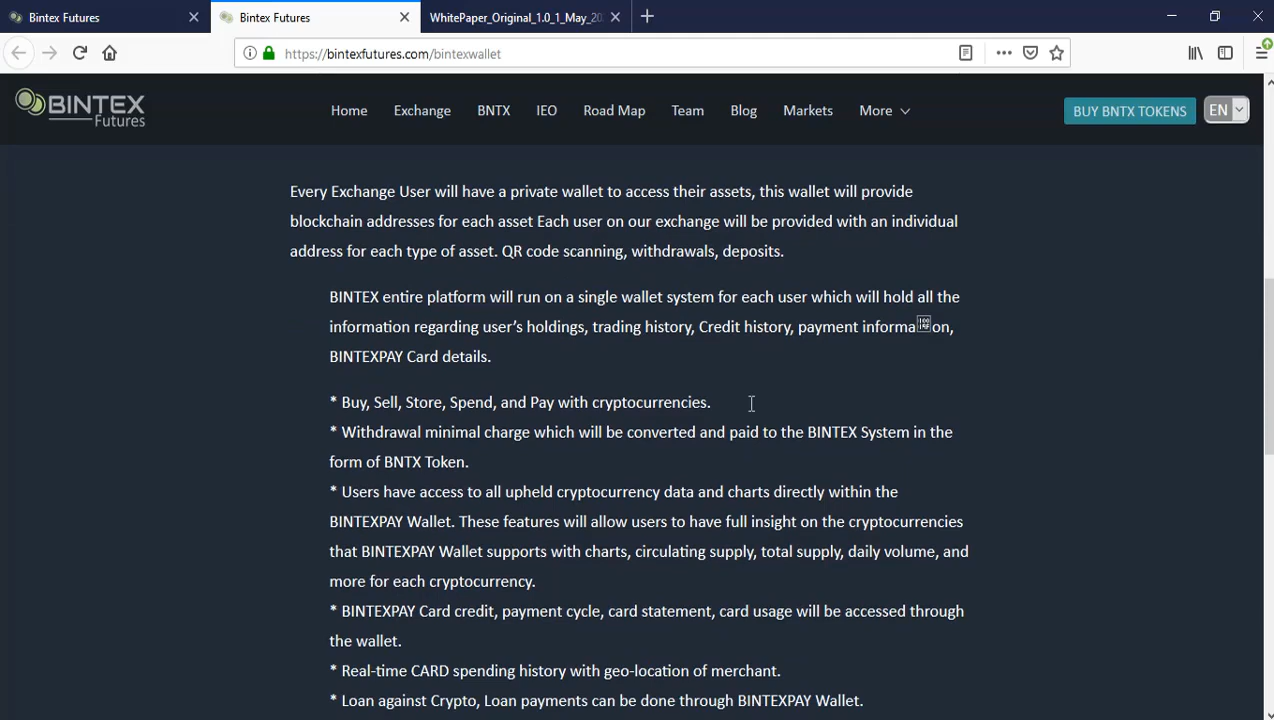 Bintex Futures
Bintex Futures
WhitePaper_Original_1.0_1_May_20
https://bintexfutures.com/bintexwallet
BINTEX
Futures
Home
Exchange
BNTX
IEO
Road Map
Team
Blog
Markets
More
BUY BNTX TOKENS
EN
Every Exchange User will have a private wallet to access their assets, this wallet will provide
blockchain addresses for each asset Each user on our exchange will be provided with an individual
address for each type of asset. QR code scanning, withdrawals, deposits.
BINTEX entire platform will run on a single wallet system for each user which will hold all the
information regarding user’s holdings, trading history, Credit history, payment informa􏰀on,
BINTEXPAY Card details.
* Buy, Sell, Store, Spend, and Pay with cryptocurrencies.
* Withdrawal minimal charge which will be converted and paid to the BINTEX System in the
form of BNTX Token.
* Users have access to all upheld cryptocurrency data and charts directly within the
BINTEXPAY Wallet. These features will allow users to have full insight on the cryptocurrencies
that BINTEXPAY Wallet supports with charts, circulating supply, total supply, daily volume, and
more for each cryptocurrency.
* BINTEXPAY Card credit, payment cycle, card statement, card usage will be accessed through
the wallet.
* Real-time CARD spending history with geo-location of merchant.
* Loan against Crypto, Loan payments can be done through BINTEXPAY Wallet.